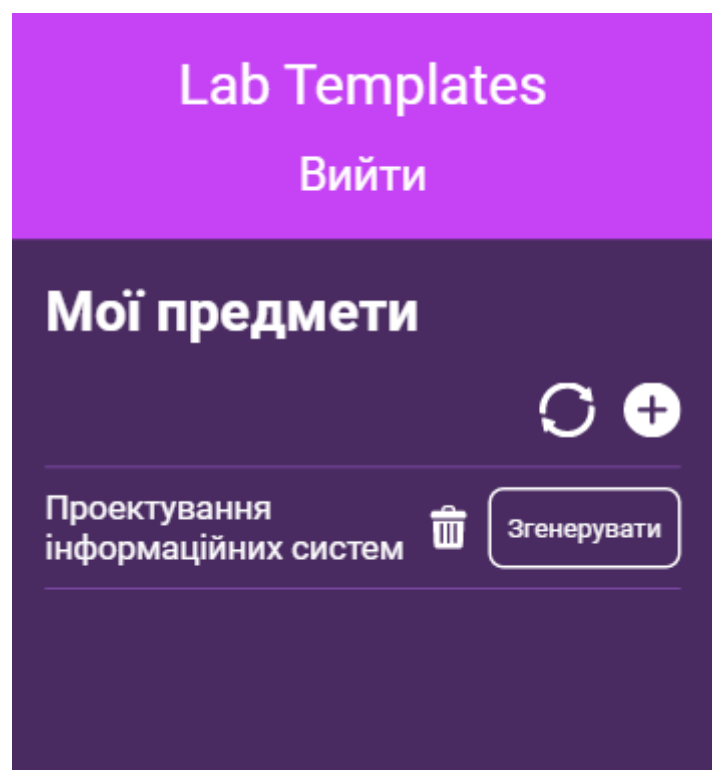 Lab Templates
Вийти
Мої предмети
Проектування
інформаційних систем
Згенерувати